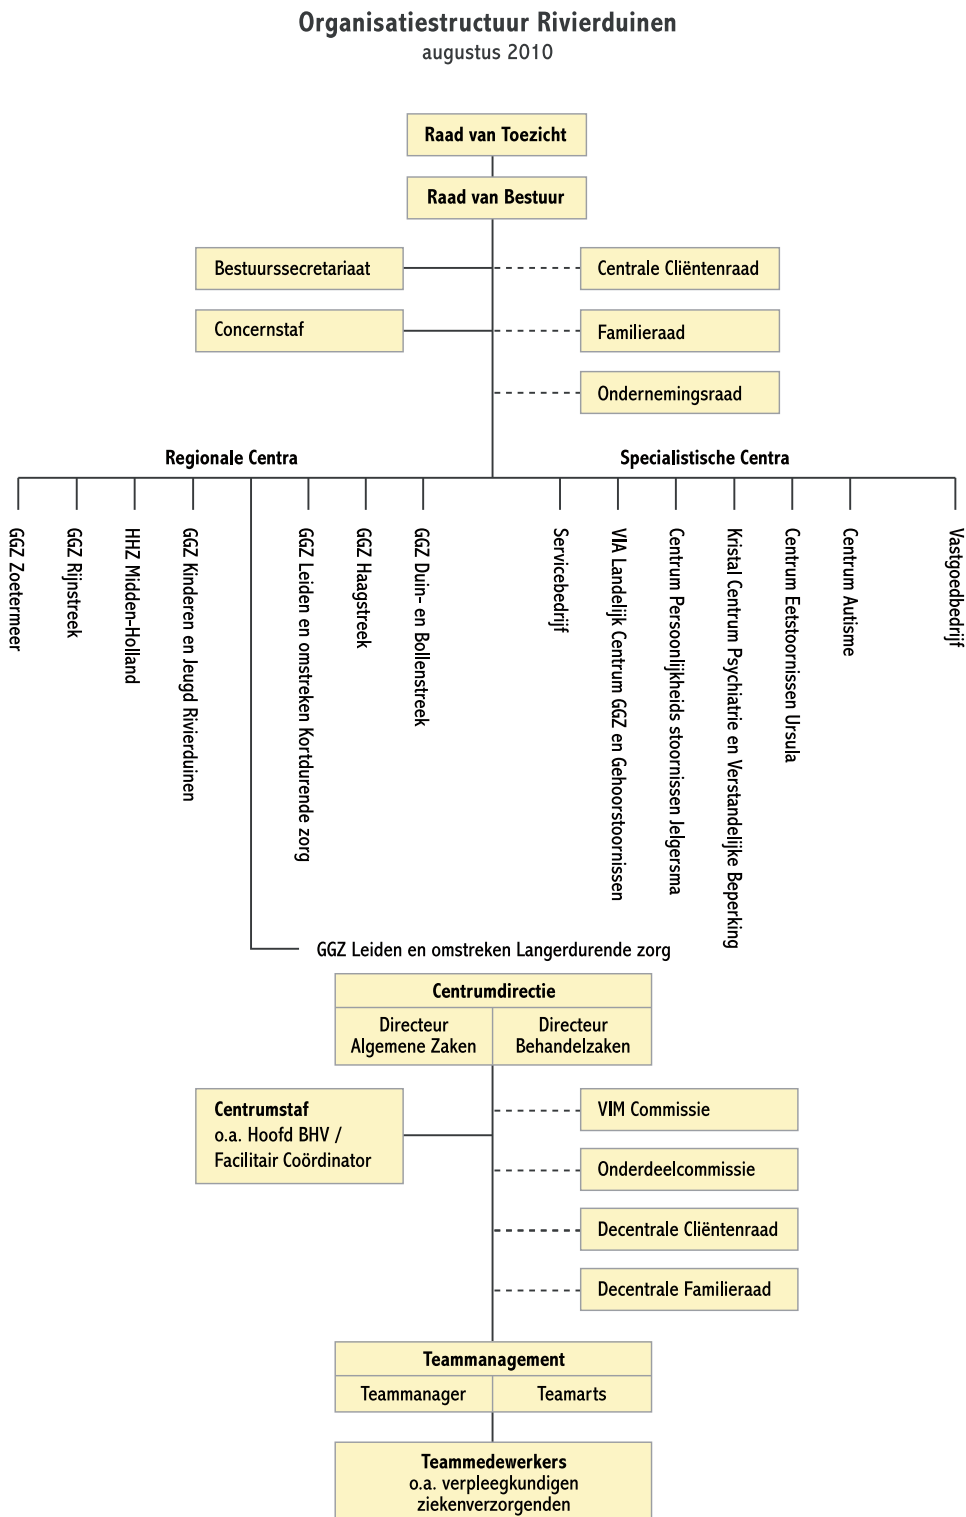 Organisatiestructuur Rivierduinen
augustus 2010
Raad van Toezicht
Raad van Bestuur
Bestuurssecretariaat
Centrale Cliëntenraad
Concernstaf
Familieraad
Ondernemingsraad
Regionale Centra
Specialistische Centra
GGZ Zoetermeer
GGZ Rijnstreek
HHZ Midden-Holland
GGZ Kinderen en Jeugd Rivierduinen
GGZ Leiden en omstreken Kortdurende zorg
GGZ Haagstreek
GGZ Duin- en Bollenstreek
Servicebedrijf
VIA Landelijk Centrum GGZ en Gehoorstoornissen
Centrum Persoonlijkheids stoornissen Jelgersma
Kristal Centrum Psychiatrie en Verstandelijke Beperking
Centrum Eetstoornissen Ursula
Centrum Autisme
Vastgoedbedrijf
GGZ Leiden en omstreken Langerdurende zorg
Centrumdirectie
Directeur
Algemene Zaken
Directeur
Behandelzaken
Centrumstaf
o.a. Hoofd BHV /
Facilitair Coördinator
VIM Commissie
Onderdeelcommissie
Decentrale Cliëntenraad
Decentrale Familieraad
Teammanagement
Teammanager
Teamarts
Teammedewerkers
o.a. verpleegkundigen
ziekenverzorgenden